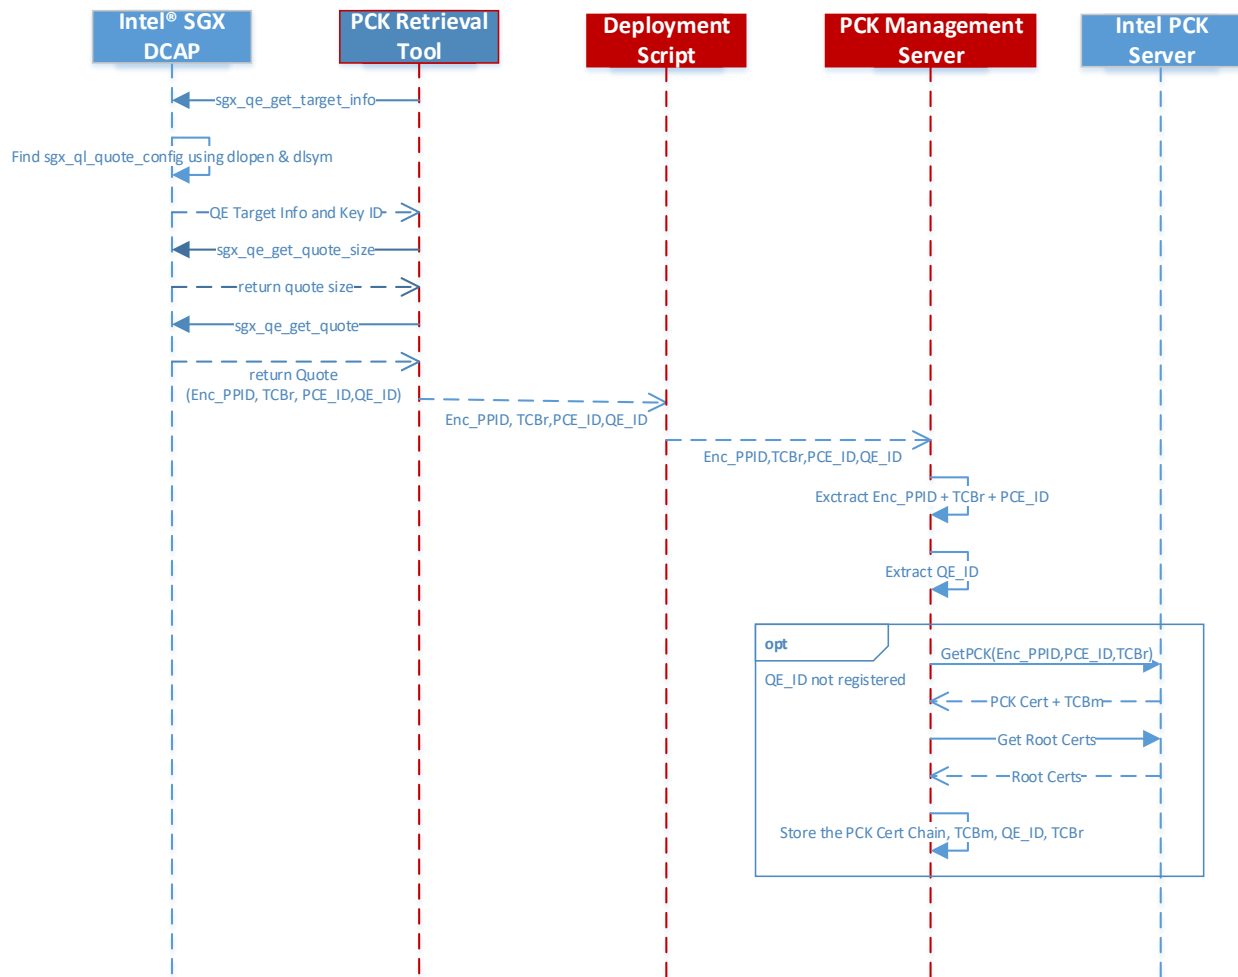 Intel® SGX
DCAP
PCK Retrieval
Tool
Deployment
Script
PCK Management
Server
Intel PCK
Server
sgx_qe_get_target_info
Find sgx_ql_quote_config using dlopen & dlsym
QE Target Info and Key ID
sgx_qe_get_quote_size
return quote size
sgx_qe_get_quote
return Quote
(Enc_PPID, TCBr, PCE_ID,QE_ID)
Enc_PPID, TCBr,PCE_ID,QE_ID
Enc_PPID,TCBr,PCE_ID,QE_ID
Exctract Enc_PPID + TCBr + PCE_ID
Extract QE_ID
opt
GetPCK(Enc_PPID,PCE_ID,TCBr)
QE_ID not registered
PCK Cert + TCBm
Get Root Certs
Root Certs
Store the PCK Cert Chain, TCBm, QE_ID, TCBr